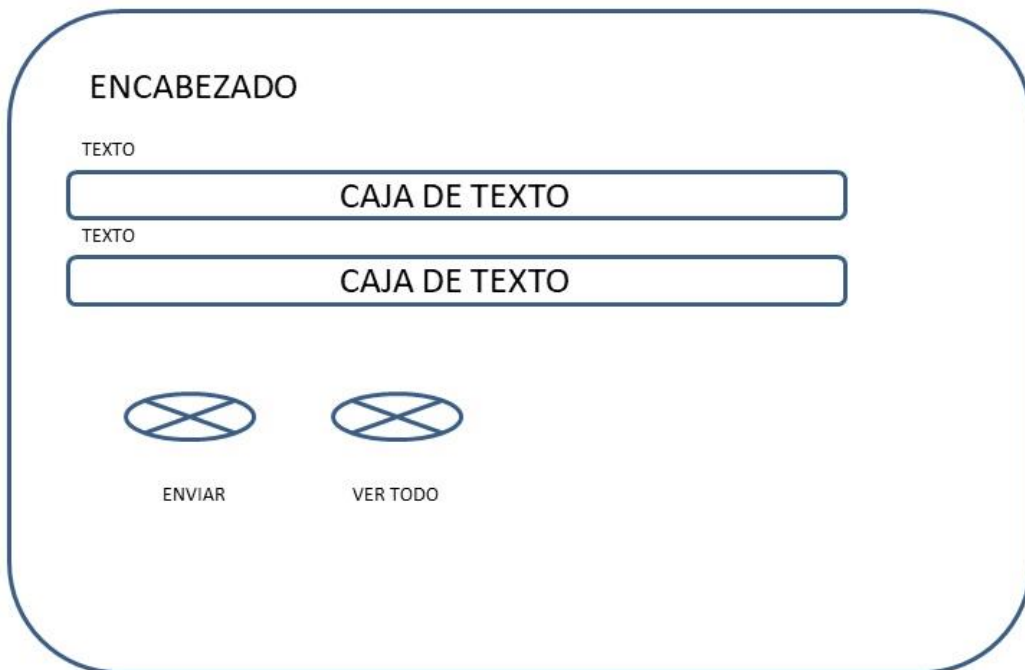 ENCABEZADO
TEXTO
CAJA DE TEXTO
TEXTO
CAJA DE TEXTO
ENVIAR VER TODO